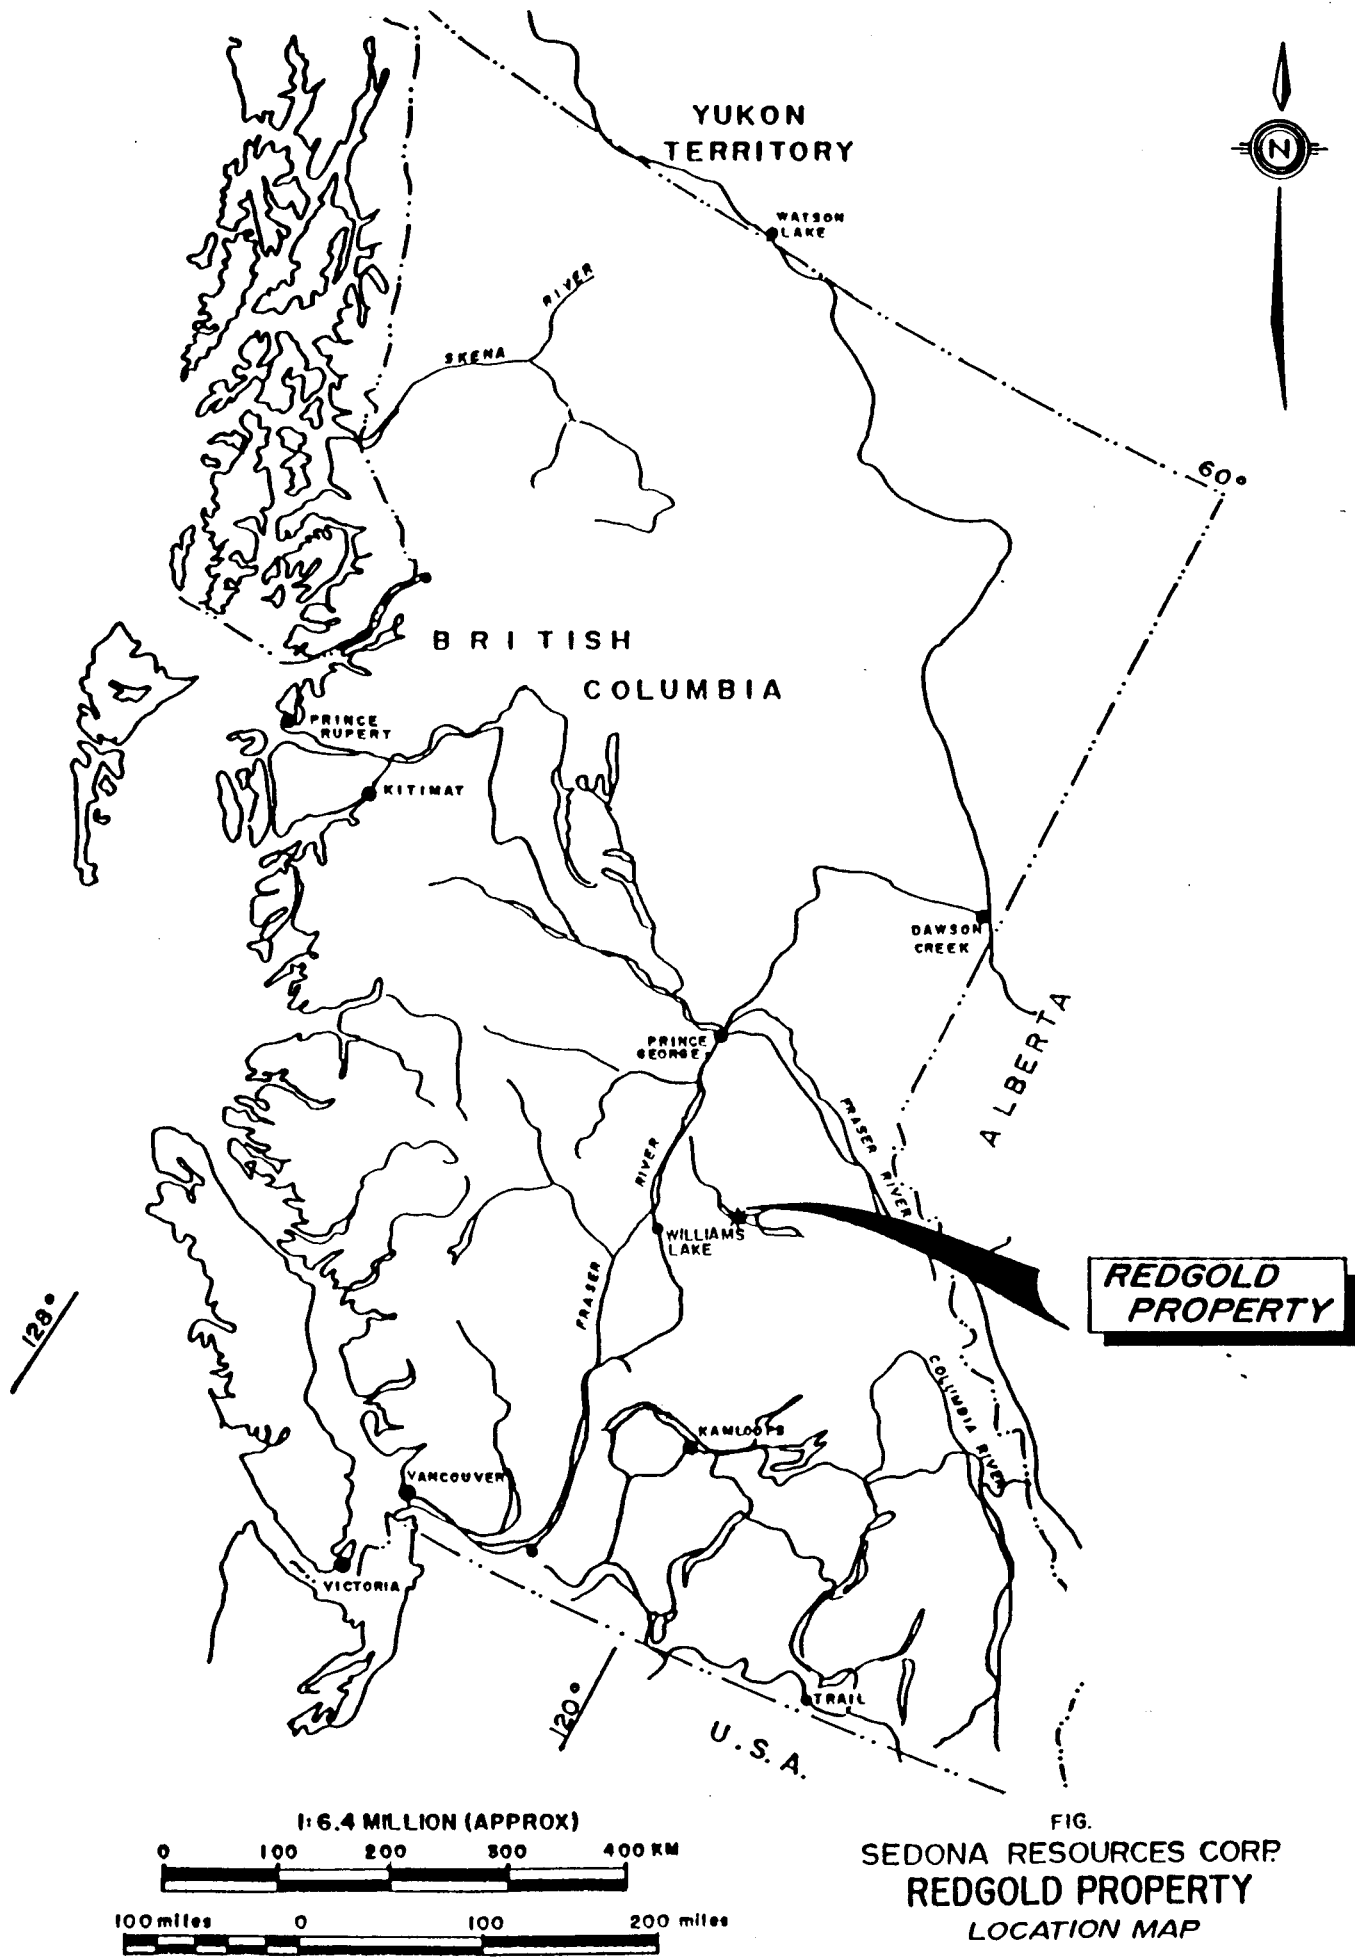 YUKON
TERRITORY
N
WATSON
LAKE
RIVER
SKENA
60°
BRITISH
COLUMBIA
PRINCE
RUPERT
KITIMAT
DAWSON
CREEK
ALBERTA
PRINCE
GEORGE
FRASER RIVER
RIVER
WILLIAMS
LAKE
FRASER
REDGOLD
PROPERTY
128°
COLUMBIA RIVER
KAMLOOPS
VANCOUVER
VICTORIA
120°
TRAIL
U.S.A.
1:6.4 MILLION (APPROX)
0 100 200 300 400 KM
100 miles 0 100 200 miles
FIG.
SEDONA RESOURCES CORP.
REDGOLD PROPERTY
LOCATION MAP